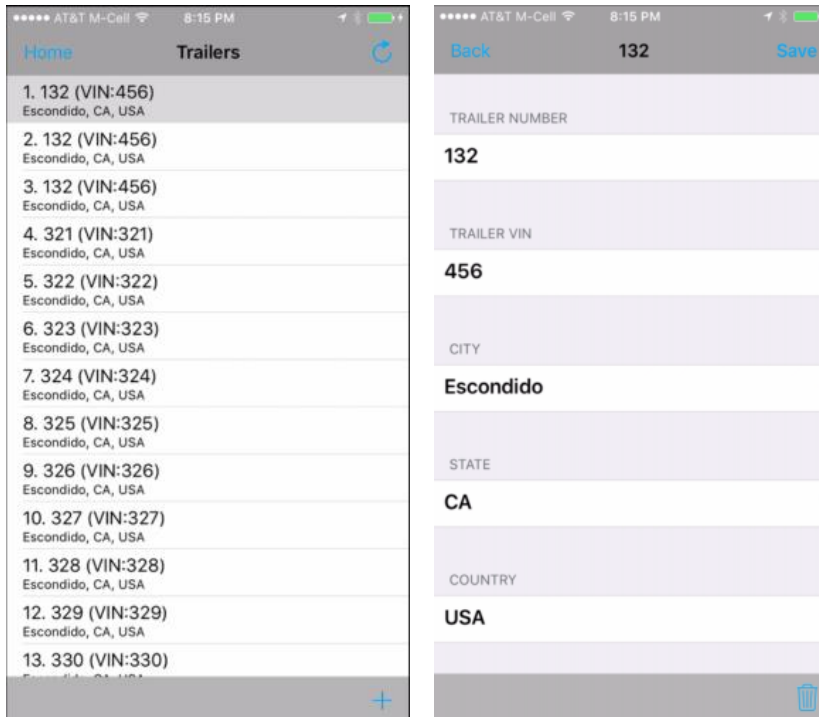 AT&T M-Cell 8:15 PM
Home Trailers
1. 132 (VIN:456)
Escondido, CA, USA
2. 132 (VIN:456)
Escondido, CA, USA
3. 132 (VIN:456)
Escondido, CA, USA
4. 321 (VIN:321)
Escondido, CA, USA
5. 322 (VIN:322)
Escondido, CA, USA
6. 323 (VIN:323)
Escondido, CA, USA
7. 324 (VIN:324)
Escondido, CA, USA
8. 325 (VIN:325)
Escondido, CA, USA
9. 326 (VIN:326)
Escondido, CA, USA
10. 327 (VIN:327)
Escondido, CA, USA
11. 328 (VIN:328)
Escondido, CA, USA
12. 329 (VIN:329)
Escondido, CA, USA
13. 330 (VIN:330)
AT&T M-Cell 8:15 PM
Back 132 Save
TRAILER NUMBER
132
TRAILER VIN
456
CITY
Escondido
STATE
CA
COUNTRY
USA